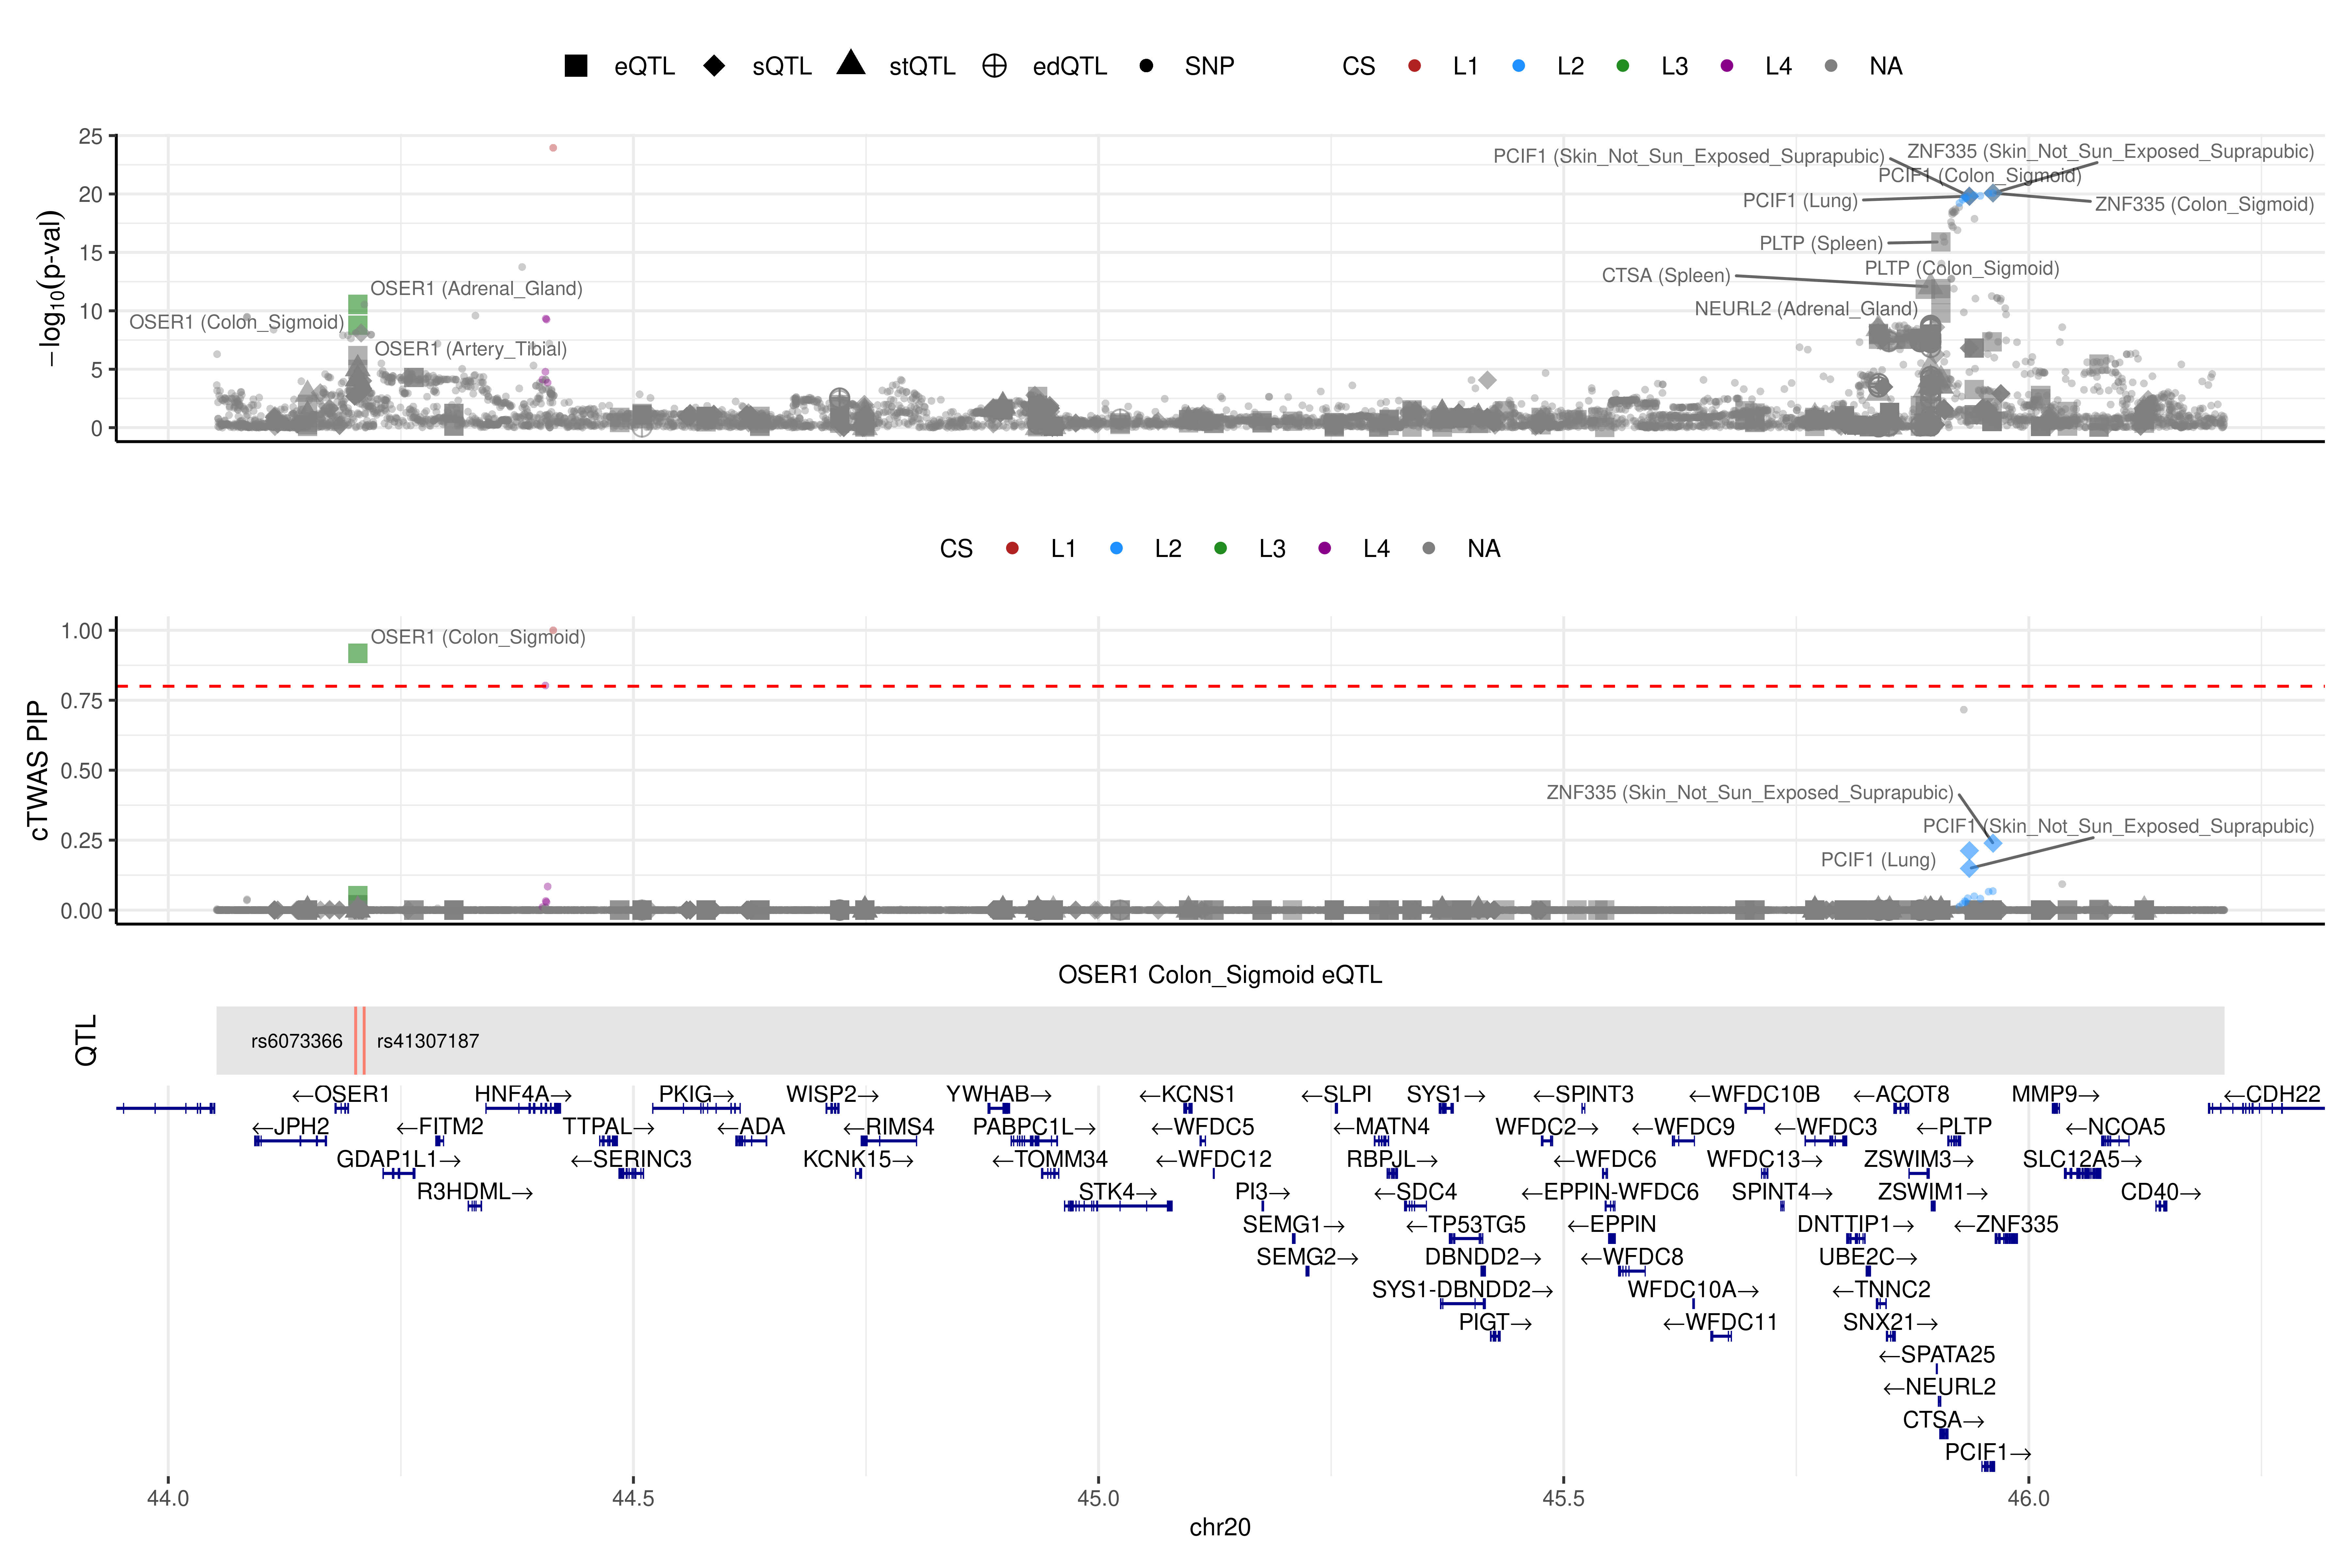 eQTL sQTL stQTL edQTL SNP CS L1 L2 L3 L4 NA
−log10(p-val)
25
20
15
10
5
0
PCIF1 (Skin_Not_Sun_Exposed_Suprapubic)
ZNF335 (Skin_Not_Sun_Exposed_Suprapubic)
PCIF1 (Colon_Sigmoid)
PCIF1 (Lung)
ZNF335 (Colon_Sigmoid)
PLTP (Spleen)
PLTP (Colon_Sigmoid)
CTSA (Spleen)
NEURL2 (Adrenal_Gland)
OSER1 (Adrenal_Gland)
OSER1 (Colon_Sigmoid)
OSER1 (Artery_Tibial)
CS L1 L2 L3 L4 NA
cTWAS PIP
1.00
0.75
0.50
0.25
0.00
OSER1 (Colon_Sigmoid)
ZNF335 (Skin_Not_Sun_Exposed_Suprapubic)
PCIF1 (Skin_Not_Sun_Exposed_Suprapubic)
PCIF1 (Lung)
OSER1 Colon_Sigmoid eQTL
QTL
rs6073366 rs41307187
←OSER1 HNF4A→ PKIG→ WISP2→ YWHAB→ ←KCNS1 ←SLPI SYS1→ ←SPINT3 ←WFDC10B ←ACOT8 MMP9→ ←CDH22
←JPH2 ←FITM2 TTPAL→ ←ADA ←RIMS4 PABPC1L→ ←WFDC5 ←MATN4 WFDC2→ ←WFDC9 ←WFDC3 ←PLTP ←NCOA5
GDAP1L1→ ←SERINC3 KCNK15→ ←TOMM34 ←WFDC12 RBPJL→ ←WFDC6 WFDC13→ ZSWIM3→ SLC12A5→
R3HDML→ STK4→ PI3→ ←SDC4 ←EPPIN-WFDC6 SPINT4→ ZSWIM1→ CD40→
SEMG1→ ←TP53TG5 ←EPPIN DNTTIP1→ ←ZNF335
SEMG2→ DBNDD2→ ←WFDC8 UBE2C→
SYS1-DBNDD2→ WFDC10A→ ←TNNC2
PIGT→ ←WFDC11 SNX21→
←SPATA25
←NEURL2
CTSA→
PCIF1→
44.0 44.5 45.0 45.5 46.0
chr20